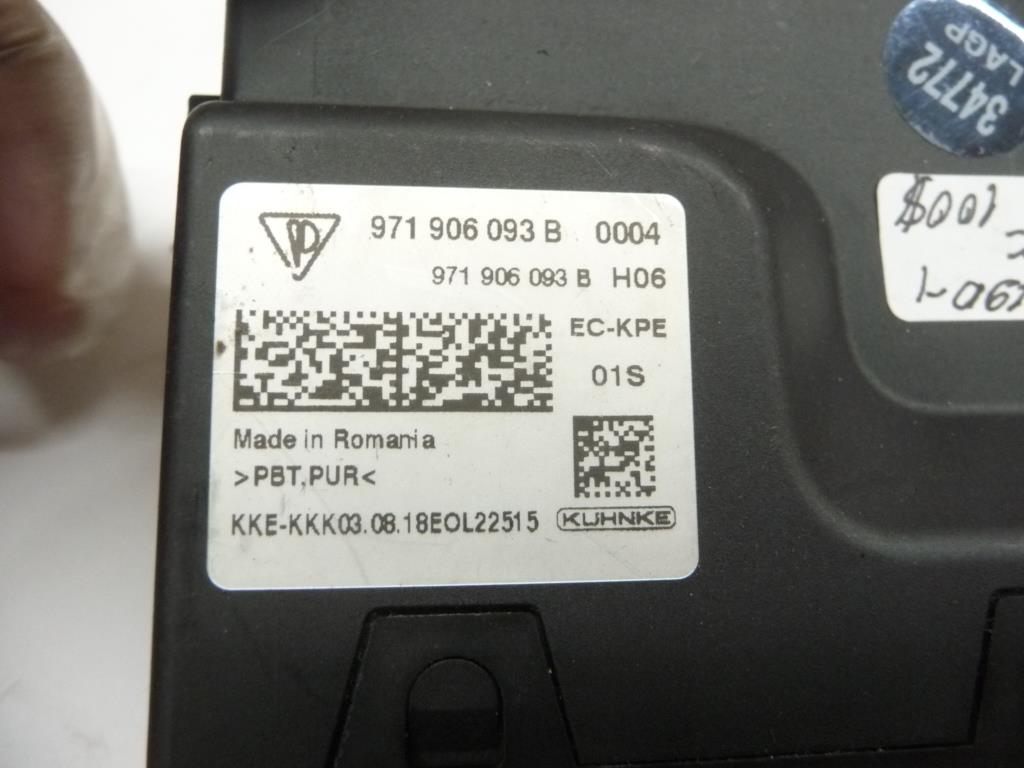 971 906 093 B 0004
971 906 093 B H06
EC-KPE
01S
Made in Romania
>PBT,PUR<
KKE-KKK03.08.18EOL22515 KUHNKE
34772
LAGP
100$